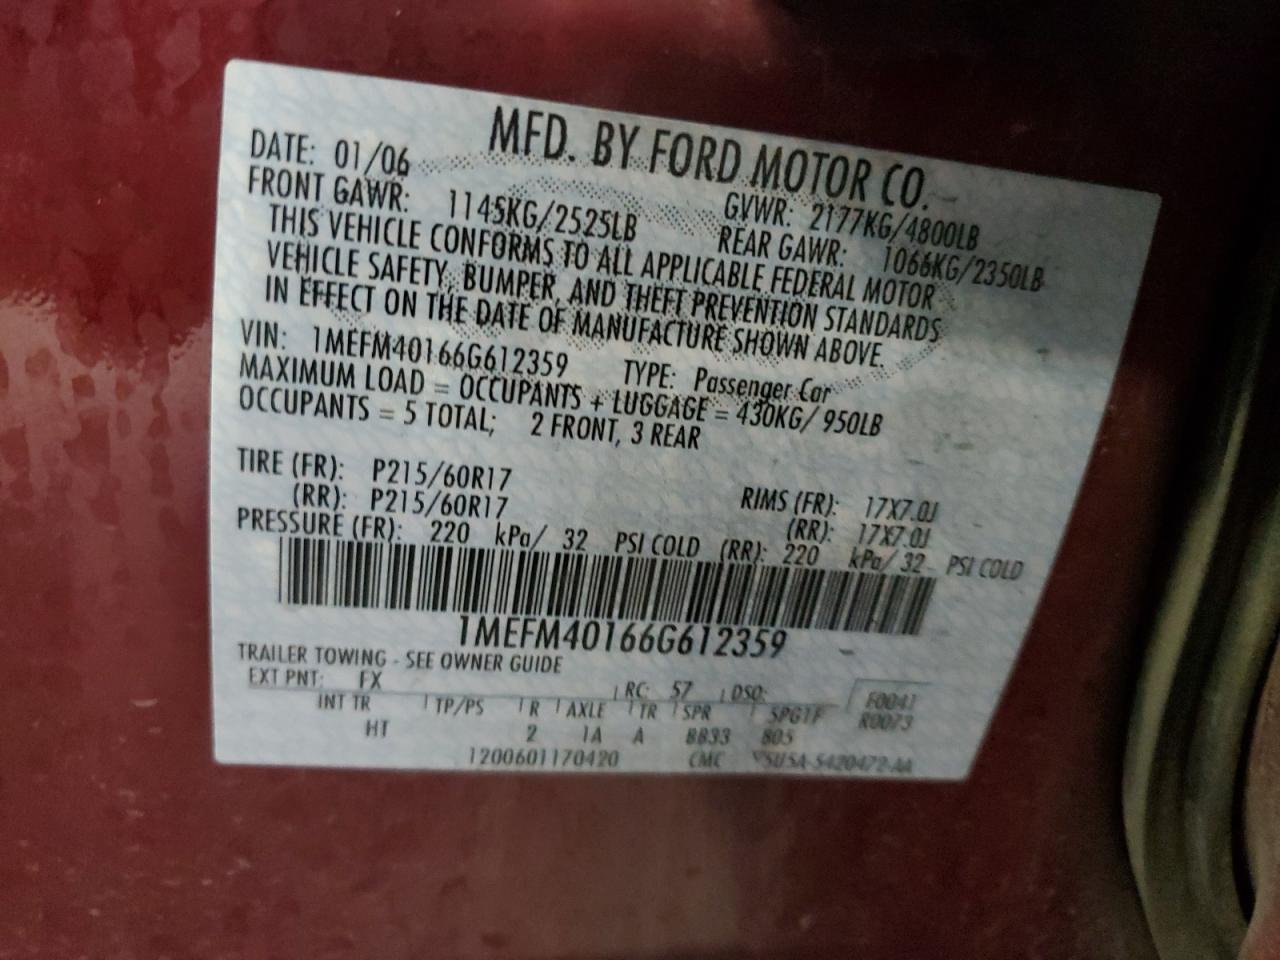 MFD. BY FORD MOTOR CO.
DATE: 01/06 GVWR: 2177KG/4800LB
FRONT GAWR: 1145KG/2525LB REAR GAWR: 1066KG/2350LB
THIS VEHICLE CONFORMS TO ALL APPLICABLE FEDERAL MOTOR
VEHICLE SAFETY, BUMPER, AND THEFT PREVENTION STANDARDS
IN EFFECT ON THE DATE OF MANUFACTURE SHOWN ABOVE.
VIN: 1MEFM40166G612359 TYPE: Passenger Car
MAXIMUM LOAD = OCCUPANTS + LUGGAGE = 430KG/ 950LB
OCCUPANTS = 5 TOTAL; 2 FRONT, 3 REAR
TIRE (FR): P215/60R17 RIMS (FR): 17X7.0J
(RR): P215/60R17 (RR): 17X7.0J
PRESSURE (FR): 220 kPa/ 32 PSI COLD (RR): 220 kPa/ 32 PSI COLD
1MEFM40166G612359
TRAILER TOWING - SEE OWNER GUIDE
EXT PNT: FX RC: 57 DSO: F0041
INT TR TP/PS R AXLE TR SPR R0073
HT 2 1A A 8833 805
1200601170420 CMC